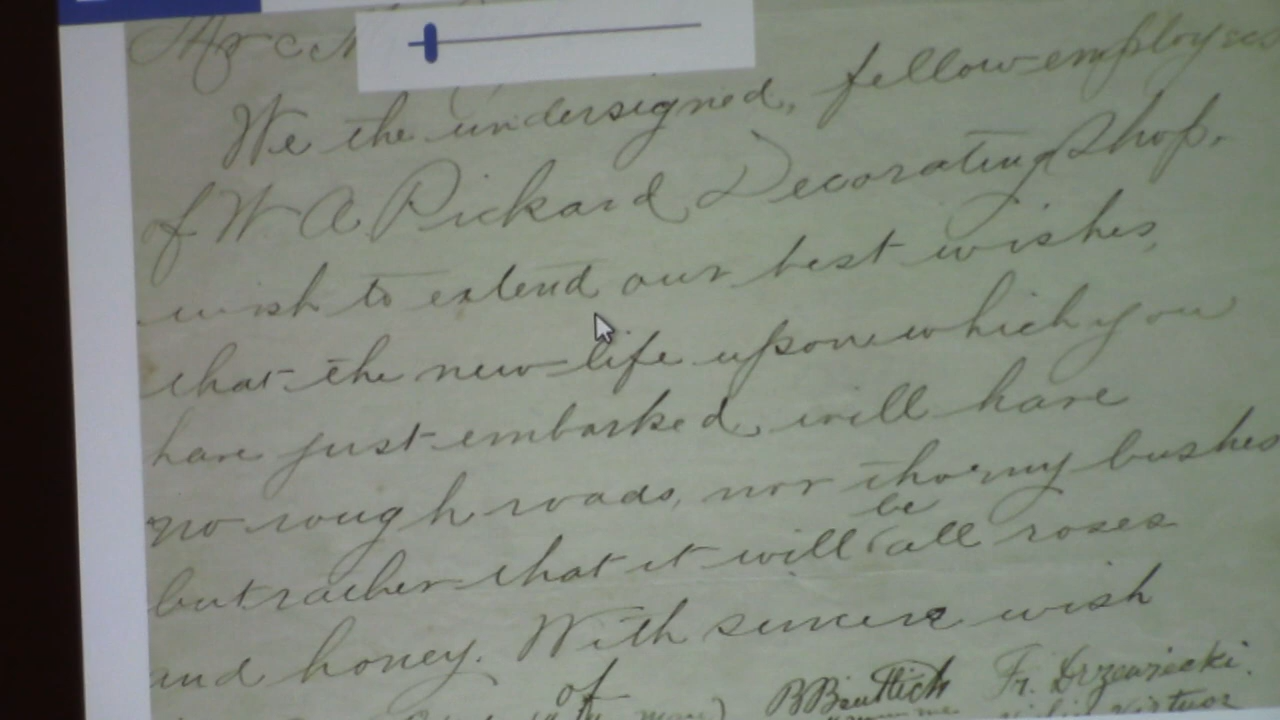 We the undersigned, fellow-employees
of W A Pickard Decorating Shop,
wish to extend our best wishes,
that the new life upon which you
have just embarked will have
no rough roads, nor thorny bushes
but rather that it will be all roses
and honey. With sincere wish
of
Fr. Drzewiecki.